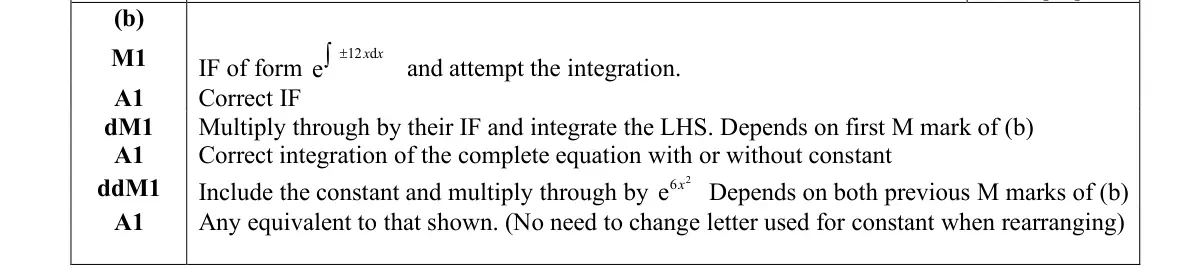 (b)
M1 IF of form e^{∫ ±12xdx} and attempt the integration.
A1 Correct IF
dM1 Multiply through by their IF and integrate the LHS. Depends on first M mark of (b)
A1 Correct integration of the complete equation with or without constant
ddM1 Include the constant and multiply through by e^{6x²} Depends on both previous M marks of (b)
A1 Any equivalent to that shown. (No need to change letter used for constant when rearranging)